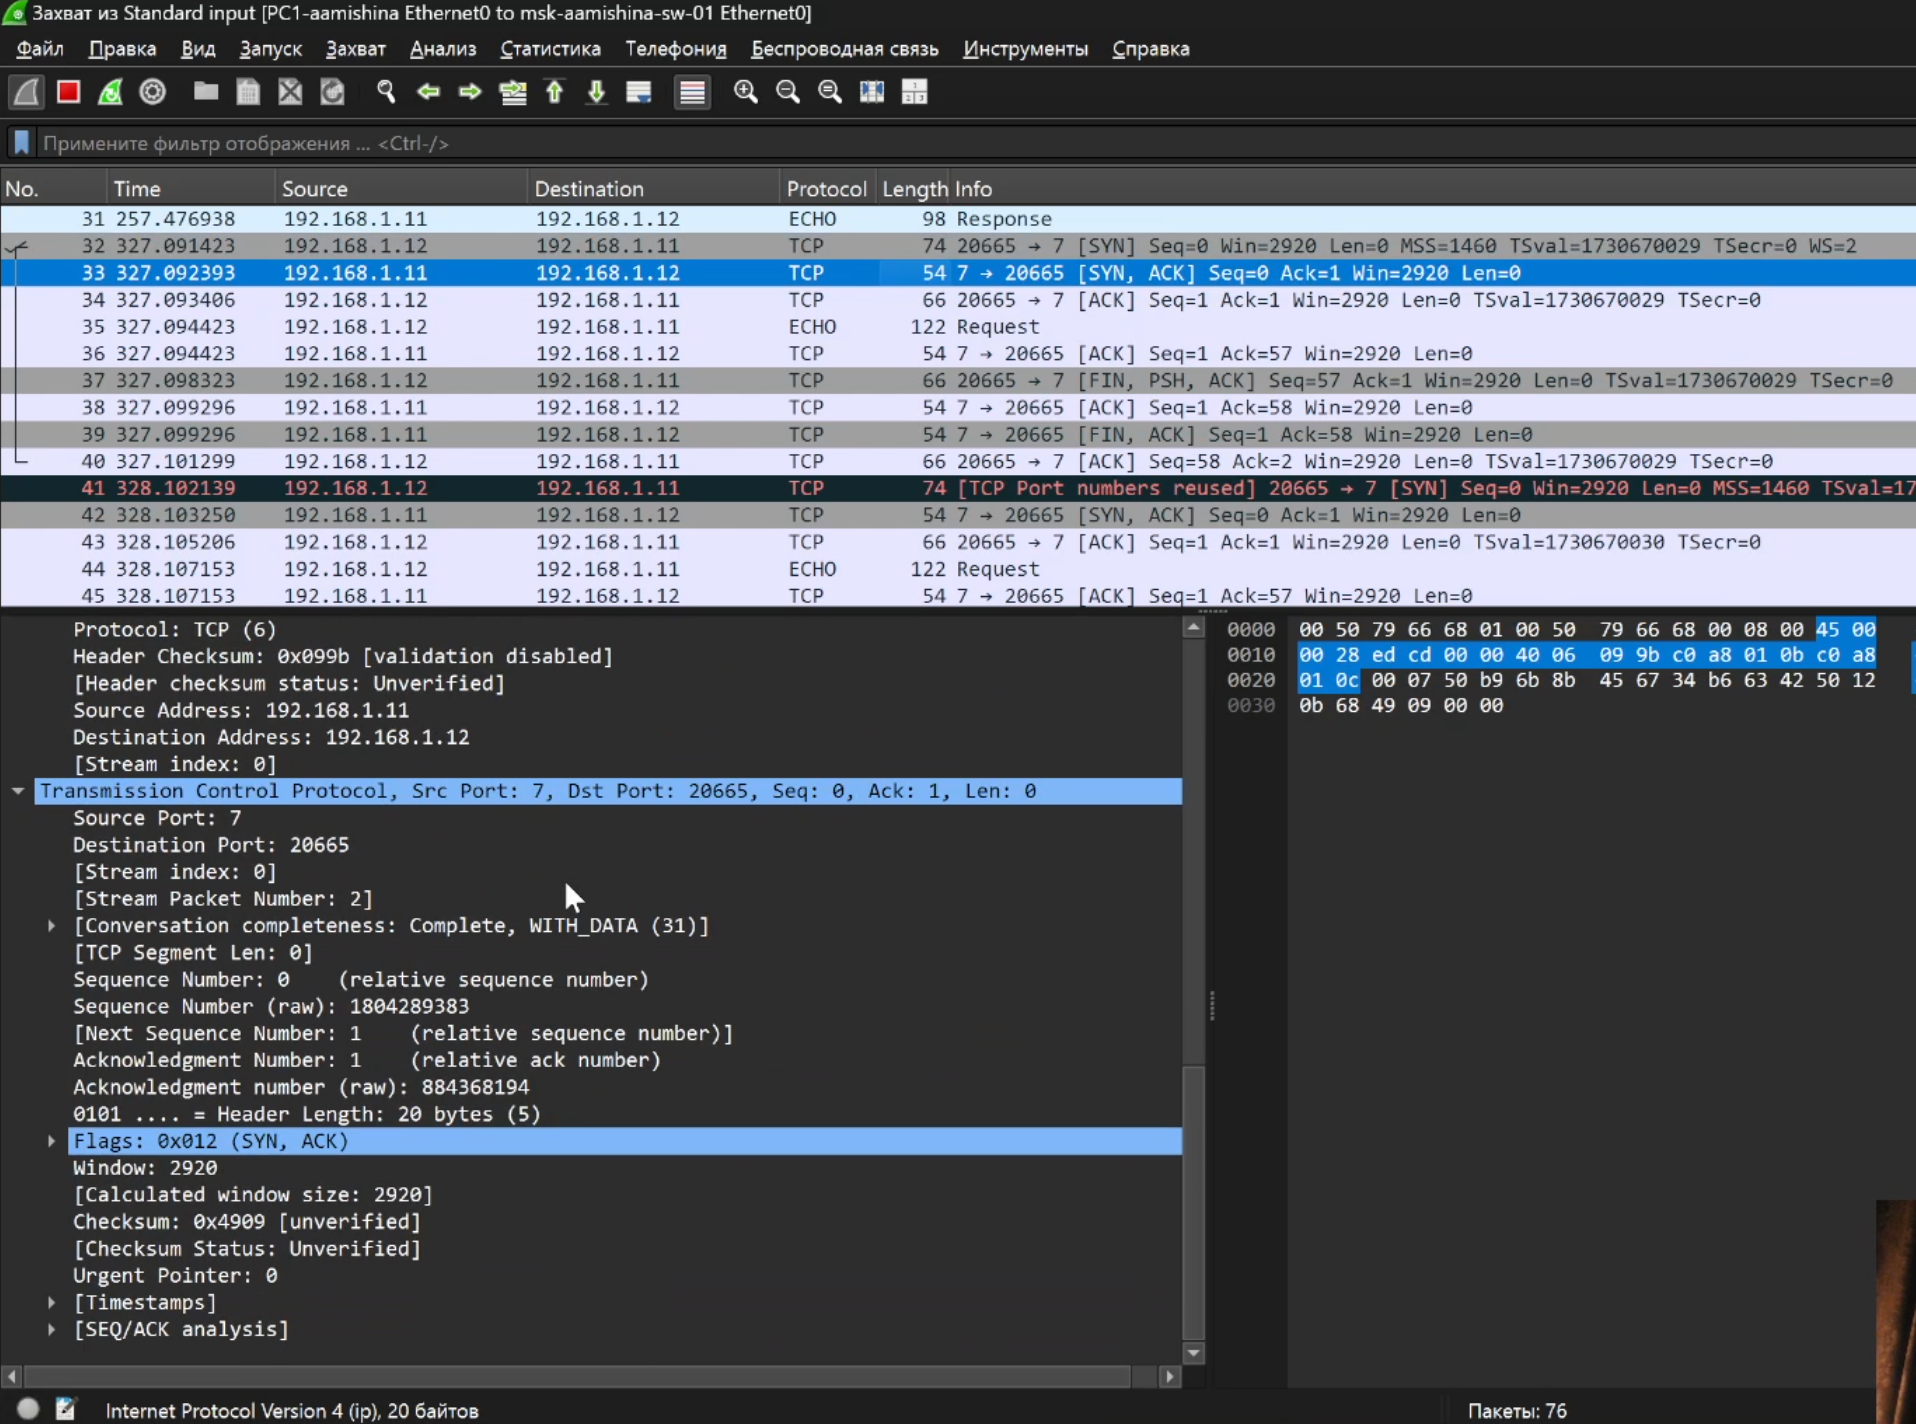 Захват из Standard input [PC1-aamishina Ethernet0 to msk-aamishina-sw-01 Ethernet0]
Файл Правка Вид Запуск Захват Анализ Статистика Телефония Беспроводная связь Инструменты Справка
Примените фильтр отображения ... <Ctrl-/>
No. Time Source Destination Protocol Length Info
31 257.476938 192.168.1.11 192.168.1.12 ECHO 98 Response
32 327.091423 192.168.1.12 192.168.1.11 TCP 74 20665 → 7 [SYN] Seq=0 Win=2920 Len=0 MSS=1460 TSval=1730670029 TSecr=0 WS=2
33 327.092393 192.168.1.11 192.168.1.12 TCP 54 7 → 20665 [SYN, ACK] Seq=0 Ack=1 Win=2920 Len=0
34 327.093406 192.168.1.12 192.168.1.11 TCP 66 20665 → 7 [ACK] Seq=1 Ack=1 Win=2920 Len=0 TSval=1730670029 TSecr=0
35 327.094423 192.168.1.12 192.168.1.11 ECHO 122 Request
36 327.094423 192.168.1.11 192.168.1.12 TCP 54 7 → 20665 [ACK] Seq=1 Ack=57 Win=2920 Len=0
37 327.098323 192.168.1.12 192.168.1.11 TCP 66 20665 → 7 [FIN, PSH, ACK] Seq=57 Ack=1 Win=2920 Len=0 TSval=1730670029 TSecr=0
38 327.099296 192.168.1.11 192.168.1.12 TCP 54 7 → 20665 [ACK] Seq=1 Ack=58 Win=2920 Len=0
39 327.099296 192.168.1.11 192.168.1.12 TCP 54 7 → 20665 [FIN, ACK] Seq=1 Ack=58 Win=2920 Len=0
40 327.101299 192.168.1.12 192.168.1.11 TCP 66 20665 → 7 [ACK] Seq=58 Ack=2 Win=2920 Len=0 TSval=1730670029 TSecr=0
41 328.102139 192.168.1.12 192.168.1.11 TCP 74 [TCP Port numbers reused] 20665 → 7 [SYN] Seq=0 Win=2920 Len=0 MSS=1460 TSval=17
42 328.103250 192.168.1.11 192.168.1.12 TCP 54 7 → 20665 [SYN, ACK] Seq=0 Ack=1 Win=2920 Len=0
43 328.105206 192.168.1.12 192.168.1.11 TCP 66 20665 → 7 [ACK] Seq=1 Ack=1 Win=2920 Len=0 TSval=1730670030 TSecr=0
44 328.107153 192.168.1.12 192.168.1.11 ECHO 122 Request
45 328.107153 192.168.1.11 192.168.1.12 TCP 54 7 → 20665 [ACK] Seq=1 Ack=57 Win=2920 Len=0
Protocol: TCP (6)
Header Checksum: 0x099b [validation disabled]
[Header checksum status: Unverified]
Source Address: 192.168.1.11
Destination Address: 192.168.1.12
[Stream index: 0]
Transmission Control Protocol, Src Port: 7, Dst Port: 20665, Seq: 0, Ack: 1, Len: 0
Source Port: 7
Destination Port: 20665
[Stream index: 0]
[Stream Packet Number: 2]
[Conversation completeness: Complete, WITH_DATA (31)]
[TCP Segment Len: 0]
Sequence Number: 0 (relative sequence number)
Sequence Number (raw): 1804289383
[Next Sequence Number: 1 (relative sequence number)]
Acknowledgment Number: 1 (relative ack number)
Acknowledgment number (raw): 884368194
0101 .... = Header Length: 20 bytes (5)
Flags: 0x012 (SYN, ACK)
Window: 2920
[Calculated window size: 2920]
Checksum: 0x4909 [unverified]
[Checksum Status: Unverified]
Urgent Pointer: 0
[Timestamps]
[SEQ/ACK analysis]
0000 00 50 79 66 68 01 00 50 79 66 68 00 08 00 45 00
0010 00 28 ed cd 00 00 40 06 09 9b c0 a8 01 0b c0 a8
0020 01 0c 00 07 50 b9 6b 8b 45 67 34 b6 63 42 50 12
0030 0b 68 49 09 00 00
Internet Protocol Version 4 (ip), 20 байтов
Пакеты: 76